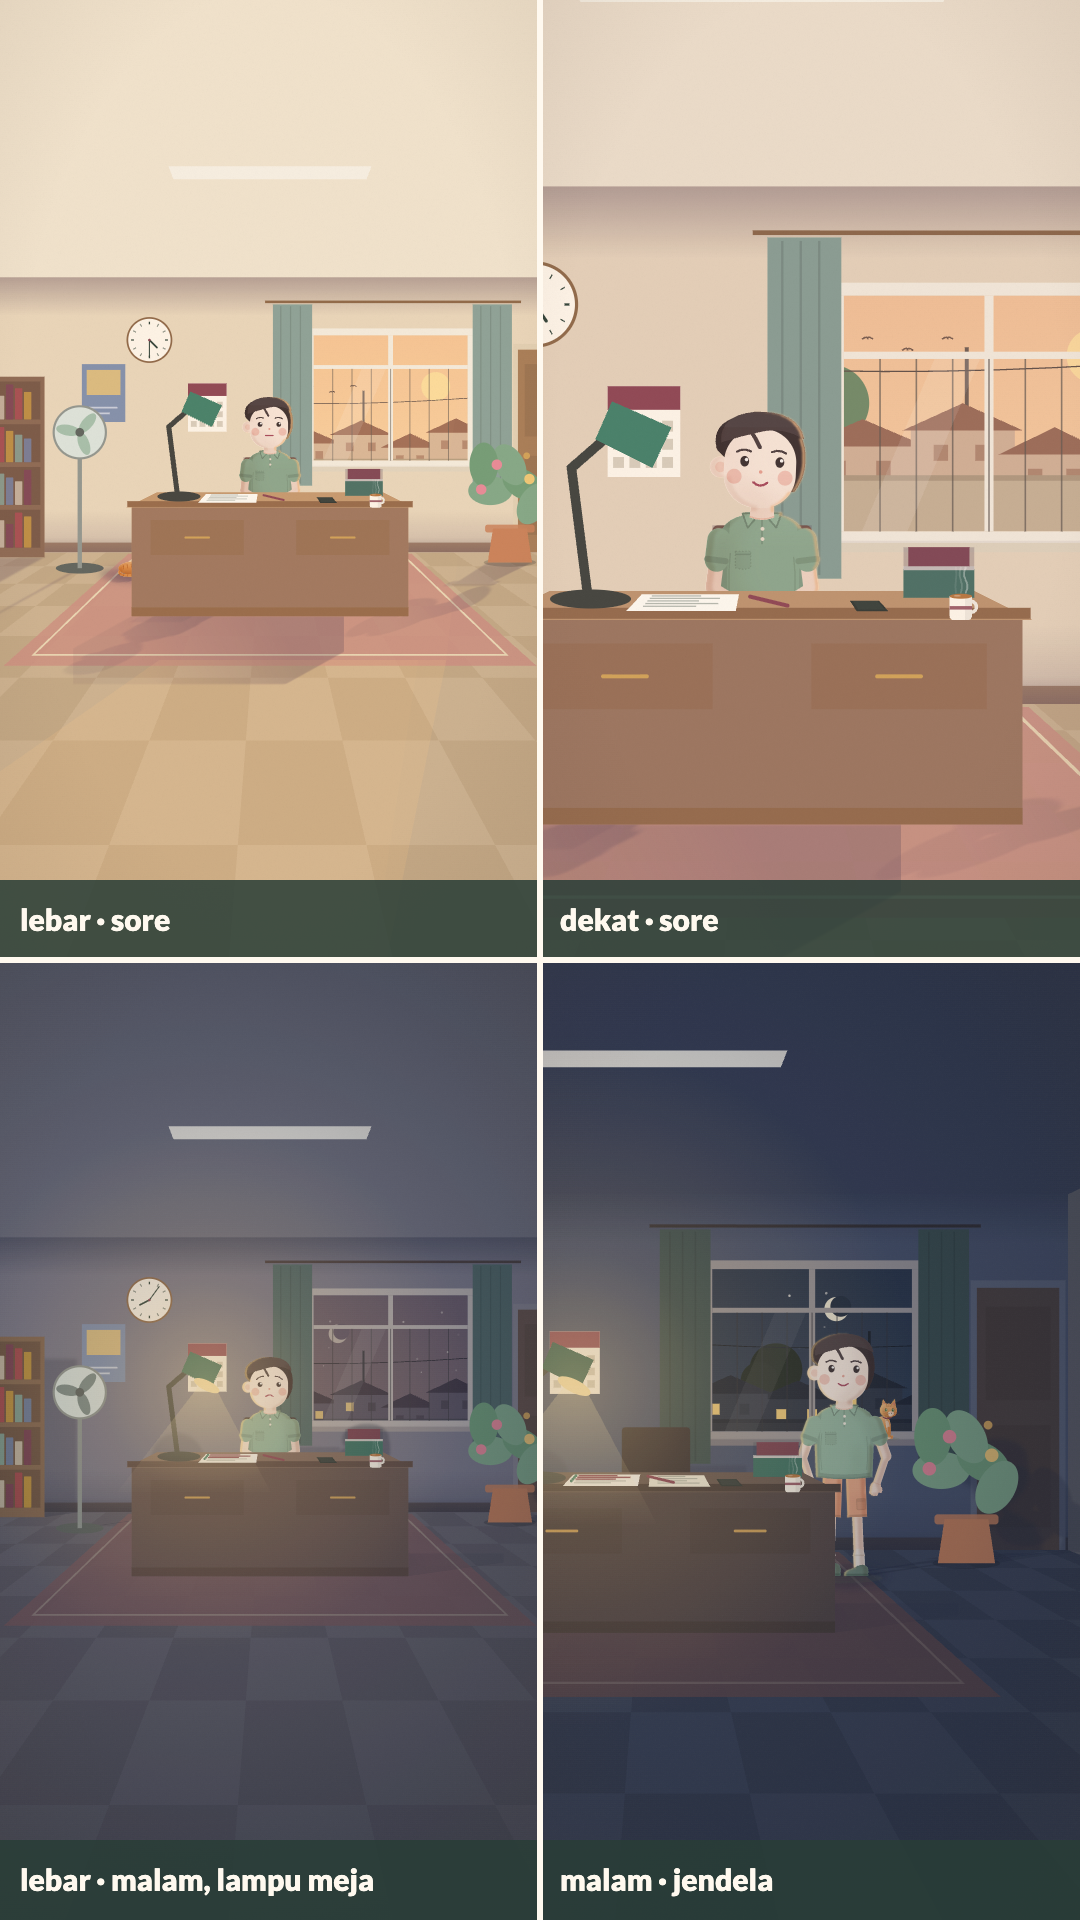 lebar · sore
dekat · sore
lebar · malam, lampu meja
malam · jendela